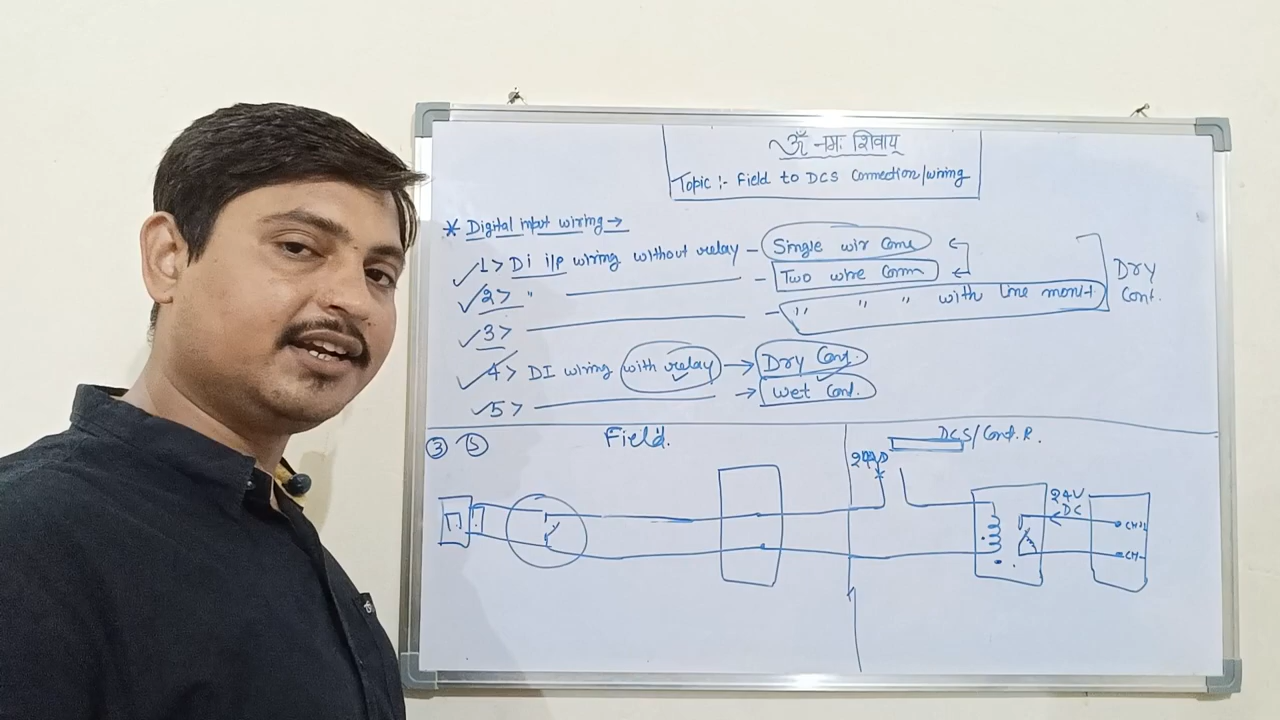 ॐ नमः शिवाय
Topic :- Field to DCS Connection/wiring
* Digital input wiring →
1> DI i/p wiring without relay - Single wir Comm
2> " - Two wire Comm
3> - " " " with line monit.
Dry Cont.
4> DI wiring with relay → Dry Cont.
5> → Wet Cont.
③ ⑤ Field. DCS/Cont. R.
24V
DC
CH+
CH-